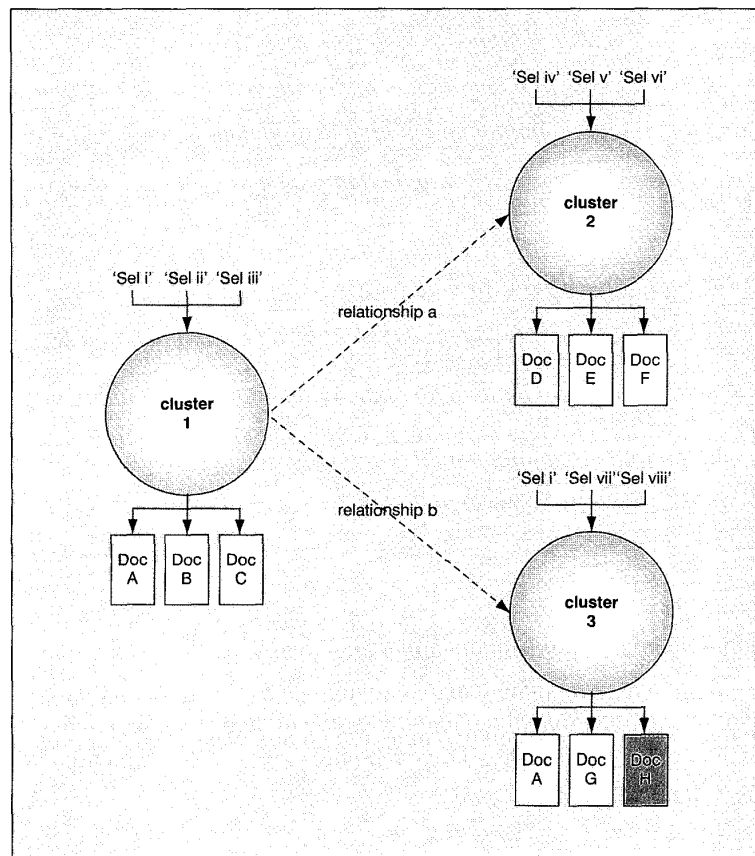 ‘Sel iv’ ‘Sel v’ ‘Sel vi’
cluster
2
‘Sel i’ ‘Sel ii’ ‘Sel iii’
relationship a
Doc
D
Doc
E
Doc
F
cluster
1
‘Sel i’ ‘Sel vii’ ‘Sel viii’
relationship b
Doc
A
Doc
B
Doc
C
cluster
3
Doc
A
Doc
G
Doc
H